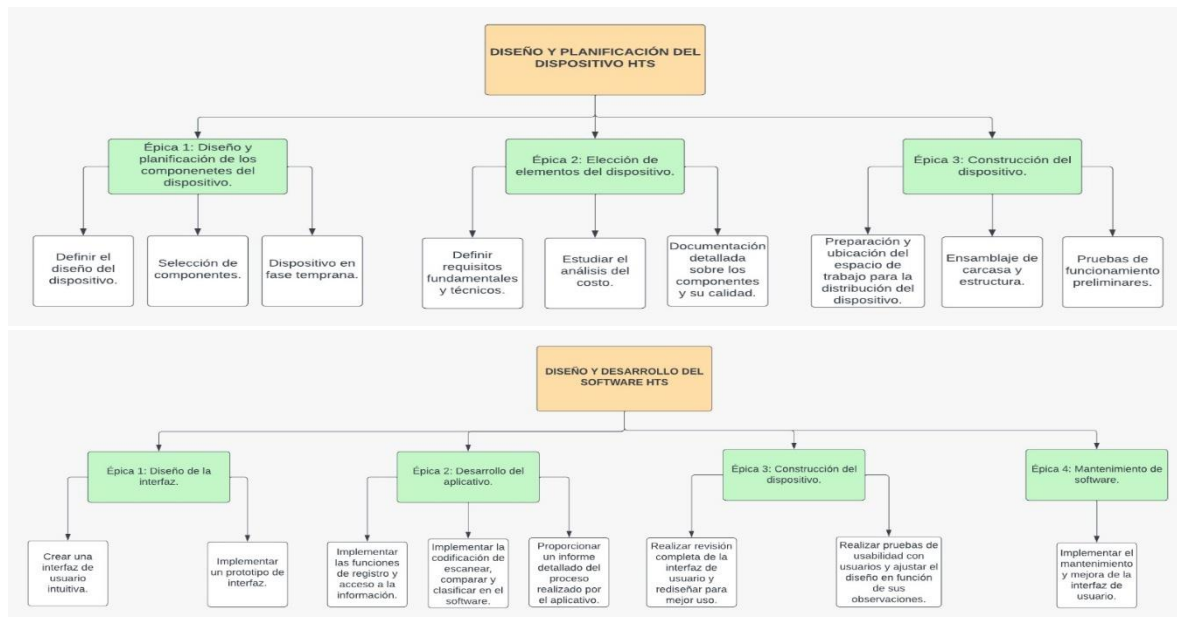 DISEÑO Y PLANIFICACIÓN DEL
DISPOSITIVO HTS
Épica 1: Diseño y
planificación de los
componenetes del
dispositivo.
Épica 2: Elección de
elementos del dispositivo.
Épica 3: Construcción del
dispositivo.
Definir el
diseño del
dispositivo.
Selección de
componentes.
Dispositivo en
fase temprana.
Definir
requisitos
fundamentales
y técnicos.
Estudiar el
análisis del
costo.
Documentación
detallada
sobre los
componentes
y su calidad.
Preparación y
ubicación del
espacio de
trabajo para la
distribución del
dispositivo.
Ensamblaje de
carcasa y
estructura.
Pruebas de
funcionamiento
preliminares.
DISEÑO Y DESARROLLO DEL
SOFTWARE HTS
Épica 1: Diseño de la
interfaz.
Épica 2: Desarrollo del
aplicativo.
Épica 3: Construcción del
dispositivo.
Épica 4: Mantenimiento de
software.
Crear una
interfaz de
usuario
intuitiva.
Implementar
un prototipo de
interfaz.
Implementar
las funciones
de registro y
acceso a la
información.
Implementar la
codificación de
escanear,
comparar y
clasificar en el
software.
Proporcionar
un informe
detallado del
proceso
realizado por
el aplicativo.
Realizar revisión
completa de la
interfaz de
usuario y
rediseñar para
mejor uso.
Realizar pruebas de
usabilidad con
usuarios y ajustar el
diseño en función
de sus
observaciones.
Implementar el
mantenimiento
y mejora de la
interfaz de
usuario.